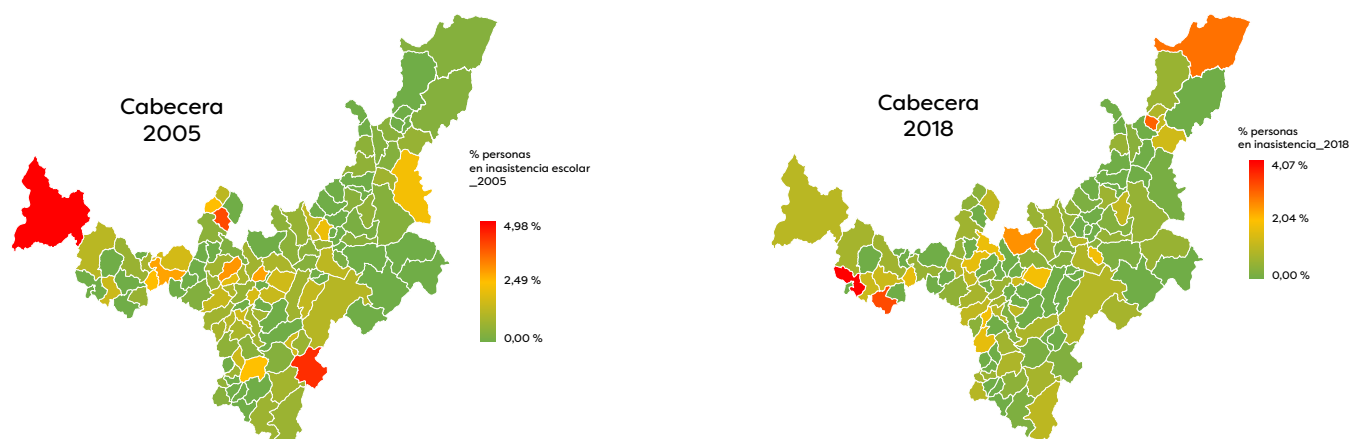 Cabecera
2005
% personas
en inasistencia escolar
_2005
4,98 %
2,49 %
0,00 %
Cabecera
2018
% personas
en inasistencia_2018
4,07 %
2,04 %
0,00 %